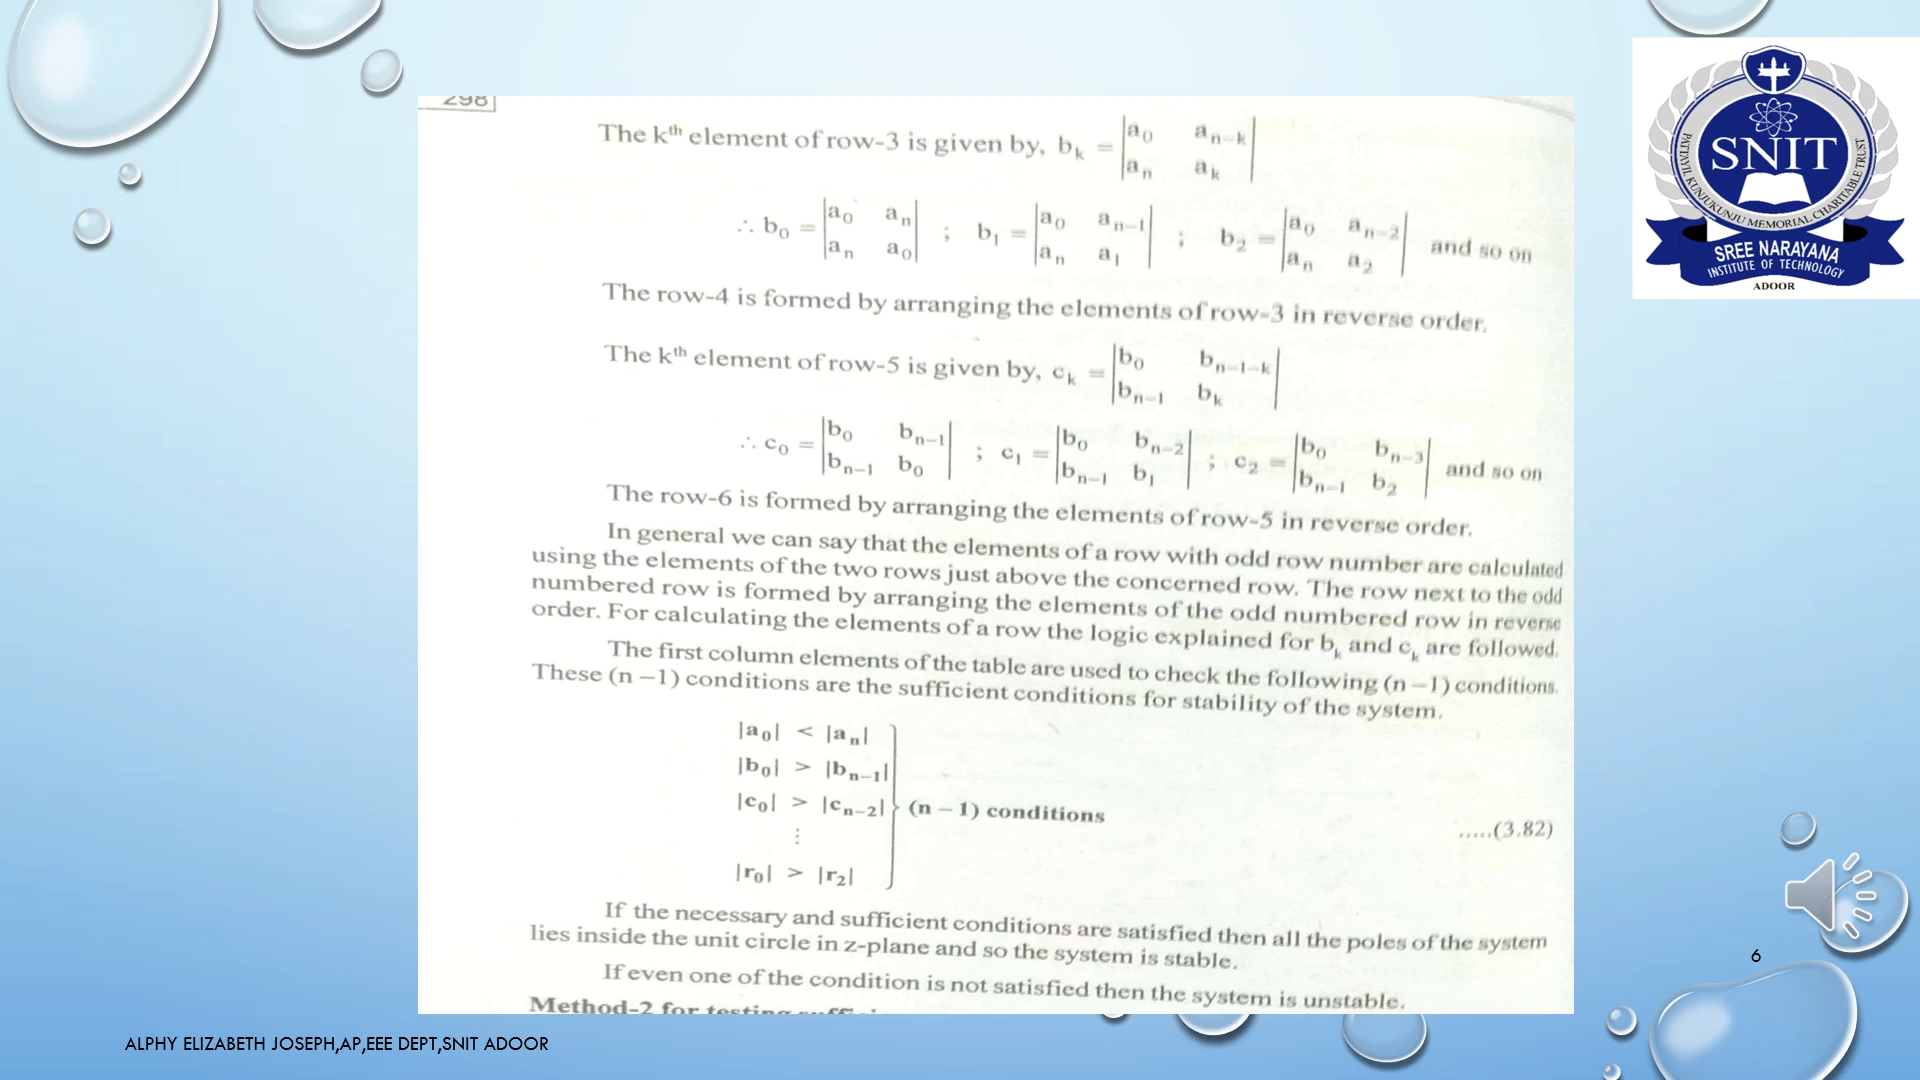 298
The kth element of row-3 is given by, bk = |a0 an-k|
|an ak|
∴ b0 = |a0 an| ; b1 = |a0 an-1| ; b2 = |a0 an-2| and so on
|an a0| |an a1| |an a2|
The row-4 is formed by arranging the elements of row-3 in reverse order.
The kth element of row-5 is given by, ck = |b0 bn-1-k|
|bn-1 bk|
∴ c0 = |b0 bn-1| ; c1 = |b0 bn-2| ; c2 = |b0 bn-3| and so on
|bn-1 b0| |bn-1 b1| |bn-1 b2|
The row-6 is formed by arranging the elements of row-5 in reverse order.
In general we can say that the elements of a row with odd row number are calculated
using the elements of the two rows just above the concerned row. The row next to the odd
numbered row is formed by arranging the elements of the odd numbered row in reverse
order. For calculating the elements of a row the logic explained for bk and ck are followed.
The first column elements of the table are used to check the following (n –1) conditions.
These (n –1) conditions are the sufficient conditions for stability of the system.
|a0| < |an|
|b0| > |bn-1|
|c0| > |cn-2| (n – 1) conditions .....(3.82)
⋮
|r0| > |r2|
If the necessary and sufficient conditions are satisfied then all the poles of the system
lies inside the unit circle in z-plane and so the system is stable.
If even one of the condition is not satisfied then the system is unstable.
Method-2 for testing
PATTAYIL KUNJUKUNJU MEMORIAL CHARITABLE TRUST
SNIT
SREE NARAYANA
INSTITUTE OF TECHNOLOGY
ADOOR
6
ALPHY ELIZABETH JOSEPH,AP,EEE DEPT,SNIT ADOOR